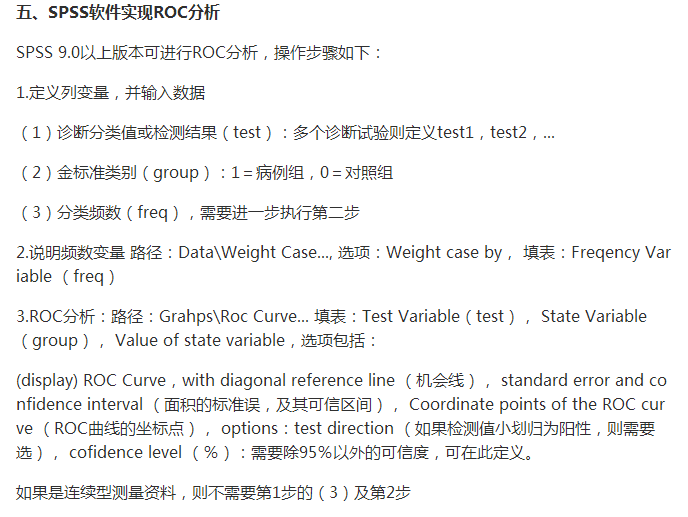 五、SPSS软件实现ROC分析
SPSS 9.0以上版本可进行ROC分析，操作步骤如下：
1.定义列变量，并输入数据
（1）诊断分类值或检测结果（test）：多个诊断试验则定义test1，test2，...
（2）金标准类别（group）：1＝病例组，0＝对照组
（3）分类频数（freq），需要进一步执行第二步
2.说明频数变量 路径：Data\Weight Case..., 选项：Weight case by， 填表：Freqency Var
iable （freq）
3.ROC分析：路径：Grahps\Roc Curve... 填表：Test Variable（test）， State Variable
（group）， Value of state variable，选项包括：
(display) ROC Curve，with diagonal reference line （机会线）， standard error and co
nfidence interval （面积的标准误，及其可信区间）， Coordinate points of the ROC cur
ve （ROC曲线的坐标点）， options：test direction （如果检测值小划归为阳性，则需要
选）， cofidence level （％）：需要除95%以外的可信度，可在此定义。
如果是连续型测量资料，则不需要第1步的（3）及第2步